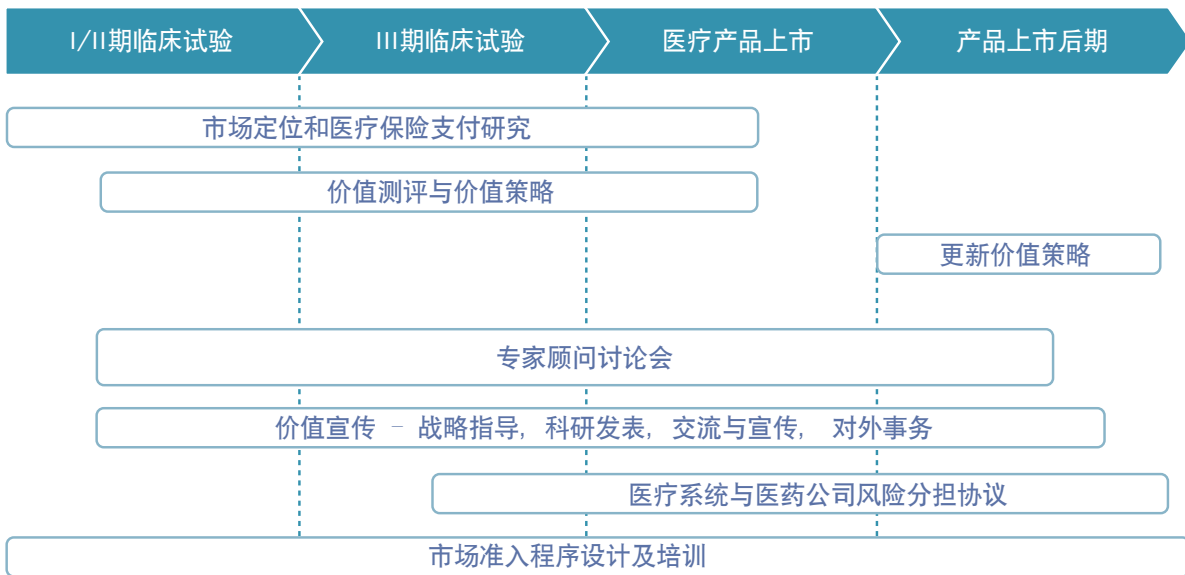 I/II期临床试验
III期临床试验
医疗产品上市
产品上市后期
市场定位和医疗保险支付研究
价值测评与价值策略
更新价值策略
专家顾问讨论会
价值宣传 – 战略指导, 科研发表, 交流与宣传, 对外事务
医疗系统与医药公司风险分担协议
市场准入程序设计及培训